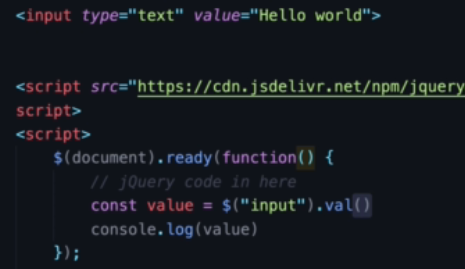 <input type="text" value="Hello world">
<script src="https://cdn.jsdelivr.net/npm/jquery
script>
<script>
$(document).ready(function() {
// jQuery code in here
const value = $("input").val()
console.log(value)
});